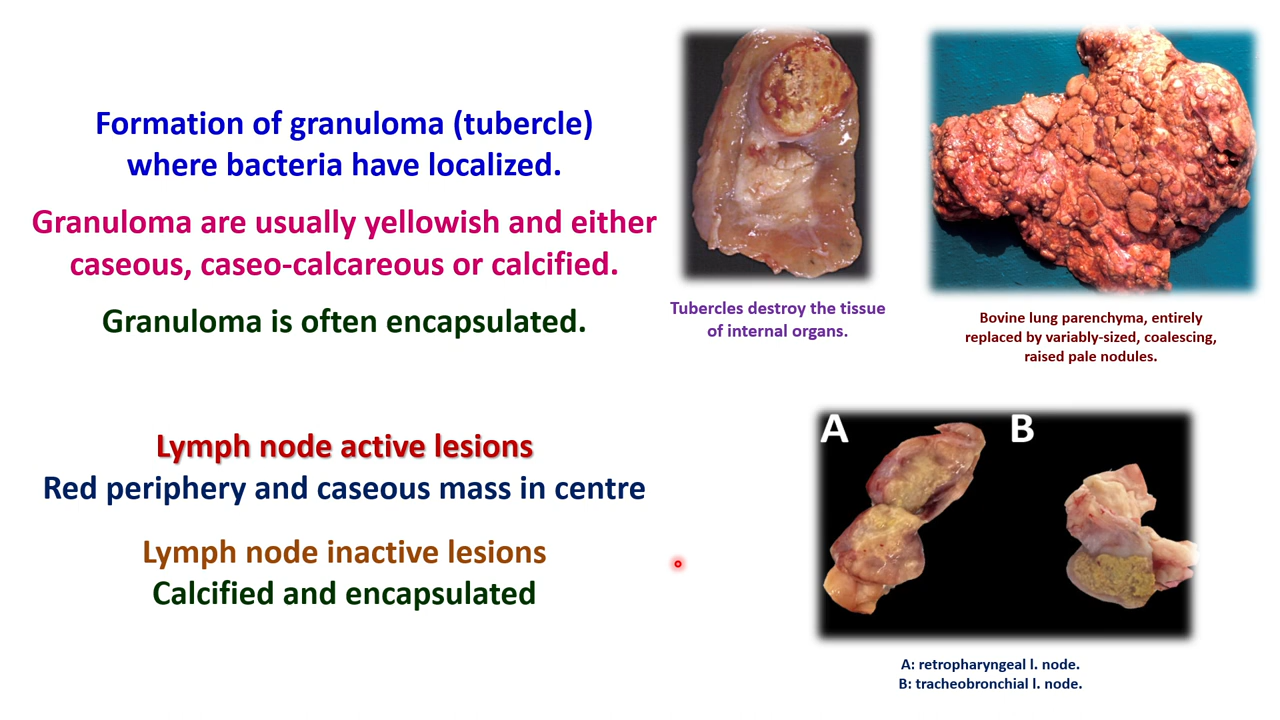 Formation of granuloma (tubercle)
where bacteria have localized.
Granuloma are usually yellowish and either
caseous, caseo-calcareous or calcified.
Granuloma is often encapsulated.
Lymph node active lesions
Red periphery and caseous mass in centre
Lymph node inactive lesions
Calcified and encapsulated
Tubercles destroy the tissue
of internal organs.
Bovine lung parenchyma, entirely
replaced by variably-sized, coalescing,
raised pale nodules.
A
B
A: retropharyngeal l. node.
B: tracheobronchial l. node.